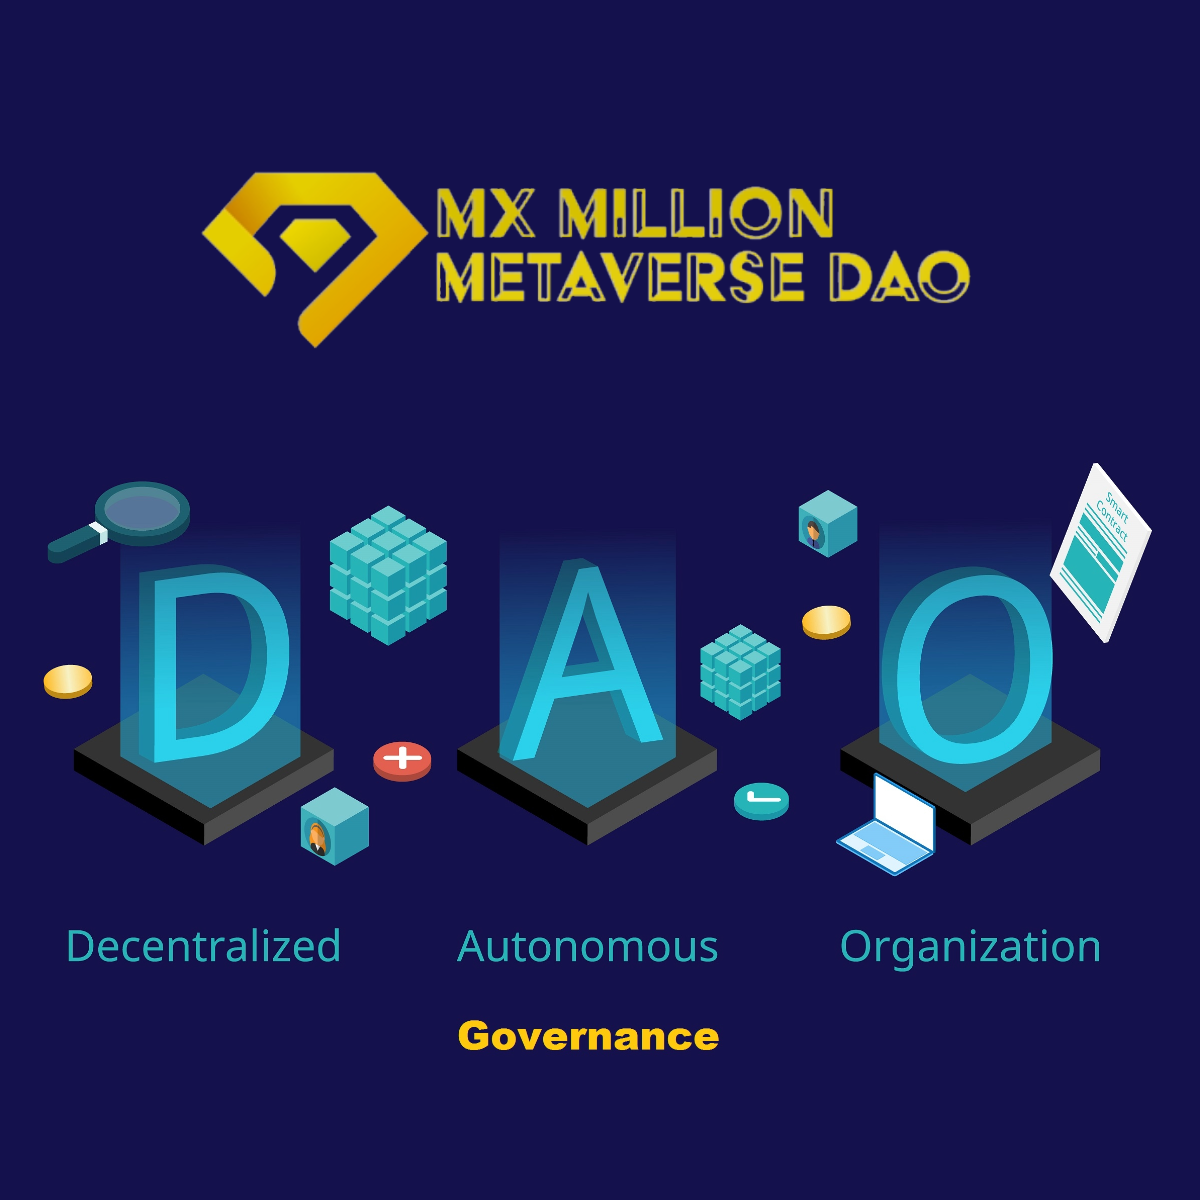 MX MILLION
METAVERSE DAO
Smart
Contract
D A O
Decentralized Autonomous Organization
Governance